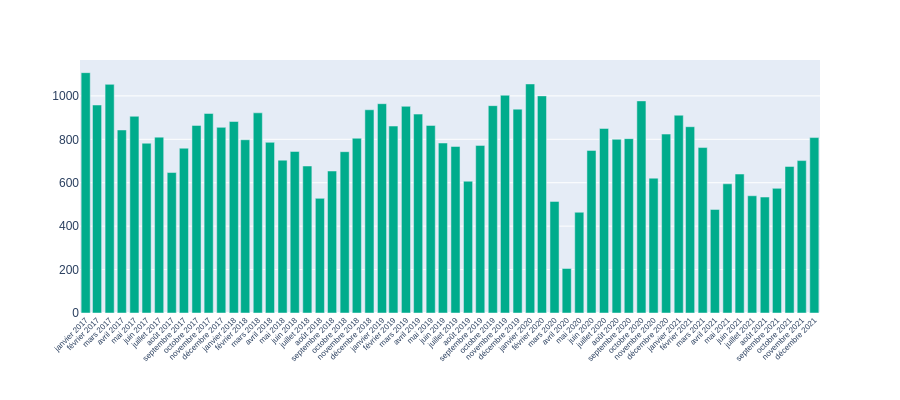 1000
800
600
400
200
0
janvier 2017
février 2017
mars 2017
avril 2017
mai 2017
juin 2017
juillet 2017
août 2017
septembre 2017
octobre 2017
novembre 2017
décembre 2017
janvier 2018
février 2018
mars 2018
avril 2018
mai 2018
juin 2018
juillet 2018
août 2018
septembre 2018
octobre 2018
novembre 2018
décembre 2018
janvier 2019
février 2019
mars 2019
avril 2019
mai 2019
juin 2019
juillet 2019
août 2019
septembre 2019
octobre 2019
novembre 2019
décembre 2019
janvier 2020
février 2020
mars 2020
avril 2020
mai 2020
juin 2020
juillet 2020
août 2020
septembre 2020
octobre 2020
novembre 2020
décembre 2020
janvier 2021
février 2021
mars 2021
avril 2021
mai 2021
juin 2021
juillet 2021
août 2021
septembre 2021
octobre 2021
novembre 2021
décembre 2021